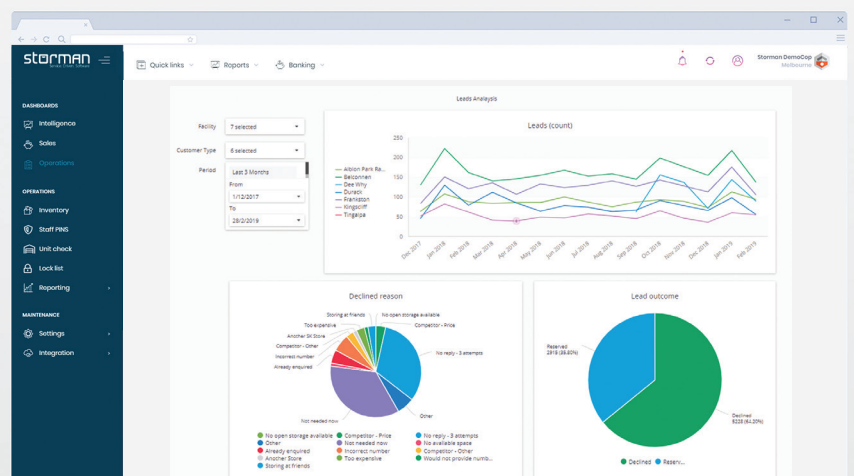 storman
Quick links
Reports
Banking
Storman DemoCop
Melbourne
DASHBOARDS
Intelligence
Sales
Operations
OPERATIONS
Inventory
Staff PINS
Unit check
Lock list
Reporting
MAINTENANCE
Settings
Integration
Leads Analaysis
Facility
7 selected
Customer Type
6 selected
Period
Last 3 Months
From
1/12/2017
To
28/2/2019
Leads (count)
Albion Park Re...
Belconnen
Dee Why
Dureck
Frankston
Kingscliff
Tingalpa
250
200
150
100
50
0
Dec 2017
Jan 2018
Feb 2018
Mar 2018
Apr 2018
May 2018
Jun 2018
Jul 2018
Aug 2018
Sep 2018
Oct 2018
Nov 2018
Dec 2018
Jan 2019
Feb 2019
Declined reason
Storing at friends
No open storage available
Too expensive
Competitor - Price
Another SK Store
Competitor - Other
Incorrect number
Already enquired
No reply - 3 attempts
Other
Not needed now
No open storage available
Competitor - Price
No reply - 3 attempts
Other
Not needed now
No available space
Already enquired
Incorrect number
Competitor - Other
Another Store
Too expensive
Would not provide numb...
Storing at friends
Lead outcome
Reserved
Declined
Declined
Reserv...